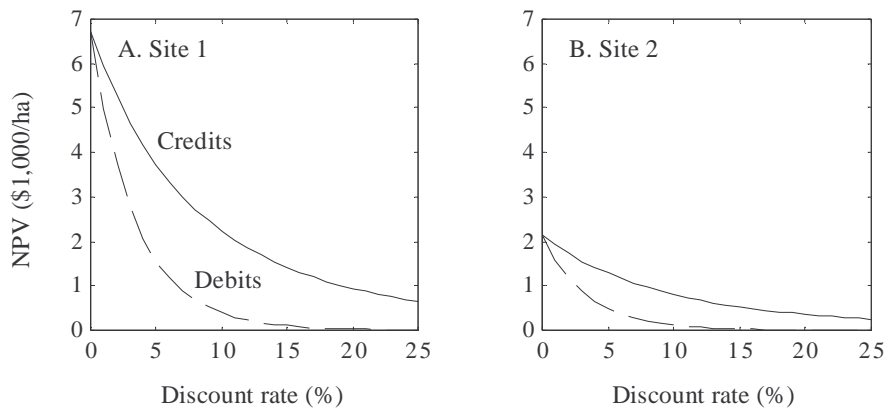 7
6
5
4
3
2
1
0
NPV ($1,000/ha)
A. Site 1
Credits
Debits
0 5 10 15 20 25
Discount rate (%)
7
6
5
4
3
2
1
0
B. Site 2
0 5 10 15 20 25
Discount rate (%)